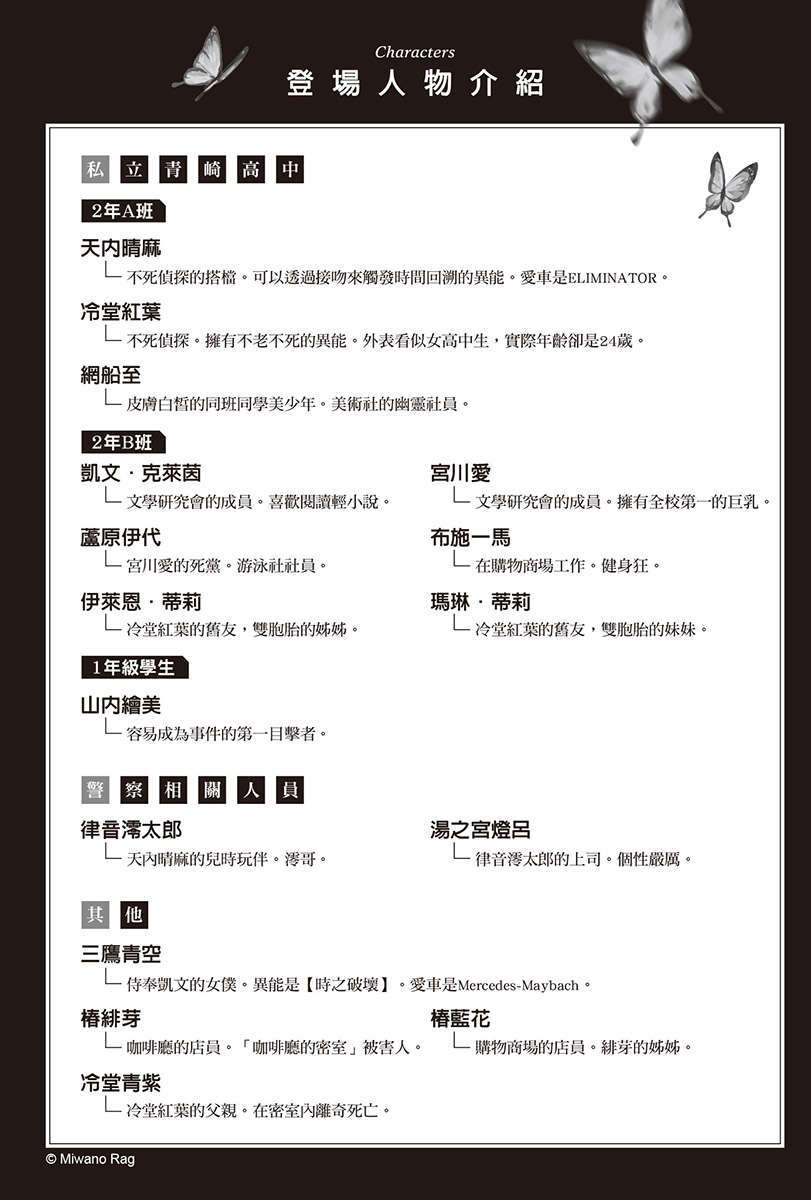 Characters
登場人物介紹
私立青崎高中
2年A班
天内晴麻
不死偵探的搭檔。可以透過接吻來觸發時間回溯的異能。愛車是ELIMINATOR。
冷堂紅葉
不死偵探。擁有不老不死的異能。外表看似女高中生，實際年齡卻是24歲。
網船至
皮膚白皙的同班同學美少年。美術社的幽靈社員。
2年B班
凱文・克萊茵
文學研究會的成員。喜歡閱讀輕小說。
宮川愛
文學研究會的成員。擁有全校第一的巨乳。
蘆原伊代
宮川愛的死黨。游泳社社員。
布施一馬
在購物商場工作。健身狂。
伊萊恩・蒂莉
冷堂紅葉的舊友，雙胞胎的姊姊。
瑪琳・蒂莉
冷堂紅葉的舊友，雙胞胎的妹妹。
1年級學生
山内繪美
容易成為事件的第一目擊者。
警察相關人員
律音澪太郎
天內晴麻的兒時玩伴。澪哥。
湯之宮燈呂
律音澪太郎的上司。個性嚴厲。
其他
三鷹青空
侍奉凱文的女僕。異能是【時之破壞】。愛車是Mercedes-Maybach。
椿緋芽
咖啡廳的店員。「咖啡廳的密室」被害人。
椿藍花
購物商場的店員。緋芽的姊姊。
冷堂青紫
冷堂紅葉的父親。在密室內離奇死亡。
© Miwano Rag